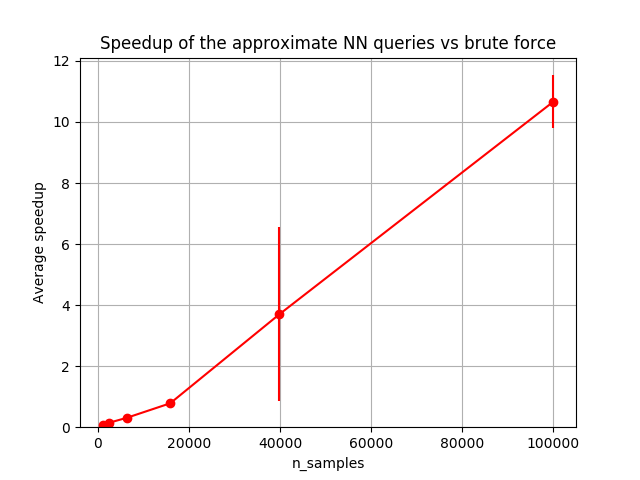 Speedup of the approximate NN queries vs brute force
12
10
8
6
4
2
0
Average speedup
0 20000 40000 60000 80000 100000
n_samples